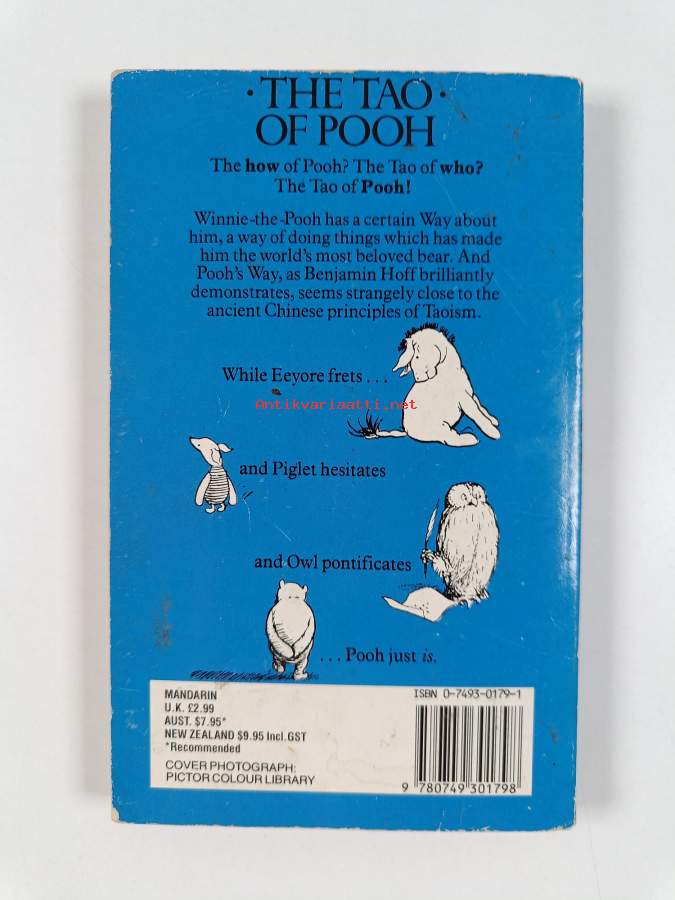 · THE TAO ·
OF POOH
The how of Pooh? The Tao of who?
The Tao of Pooh!
Winnie-the-Pooh has a certain Way about
him, a way of doing things which has made
him the world's most beloved bear. And
Pooh's Way, as Benjamin Hoff brilliantly
demonstrates, seems strangely close to the
ancient Chinese principles of Taoism.
While Eeyore frets . . .
Antikvariaatti.net
and Piglet hesitates
and Owl pontificates
. . . Pooh just is.
MANDARIN
U.K. £2.99
AUST. $7.95*
NEW ZEALAND $9.95 Incl. GST
*Recommended
COVER PHOTOGRAPH:
PICTOR COLOUR LIBRARY
ISBN 0-7493-0179-1
9 780749 301798